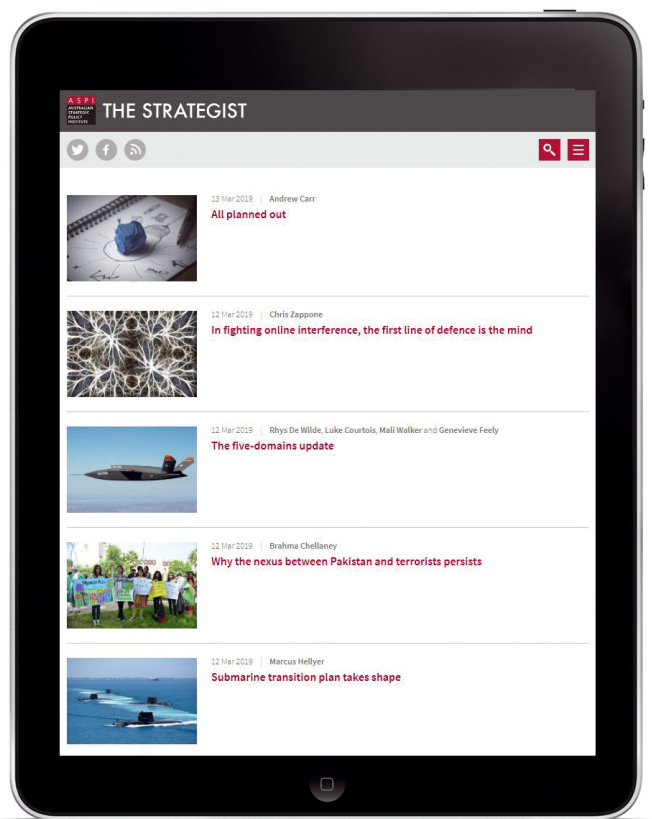 ASPI
AUSTRALIAN
STRATEGIC
POLICY
INSTITUTE
THE STRATEGIST
13 Mar 2019 | Andrew Carr
All planned out
12 Mar 2019 | Chris Zappone
In fighting online interference, the first line of defence is the mind
12 Mar 2019 | Rhys De Wilde, Luke Courtois, Mali Walker and Genevieve Feely
The five-domains update
12 Mar 2019 | Brahma Chellaney
Why the nexus between Pakistan and terrorists persists
12 Mar 2019 | Marcus Hellyer
Submarine transition plan takes shape